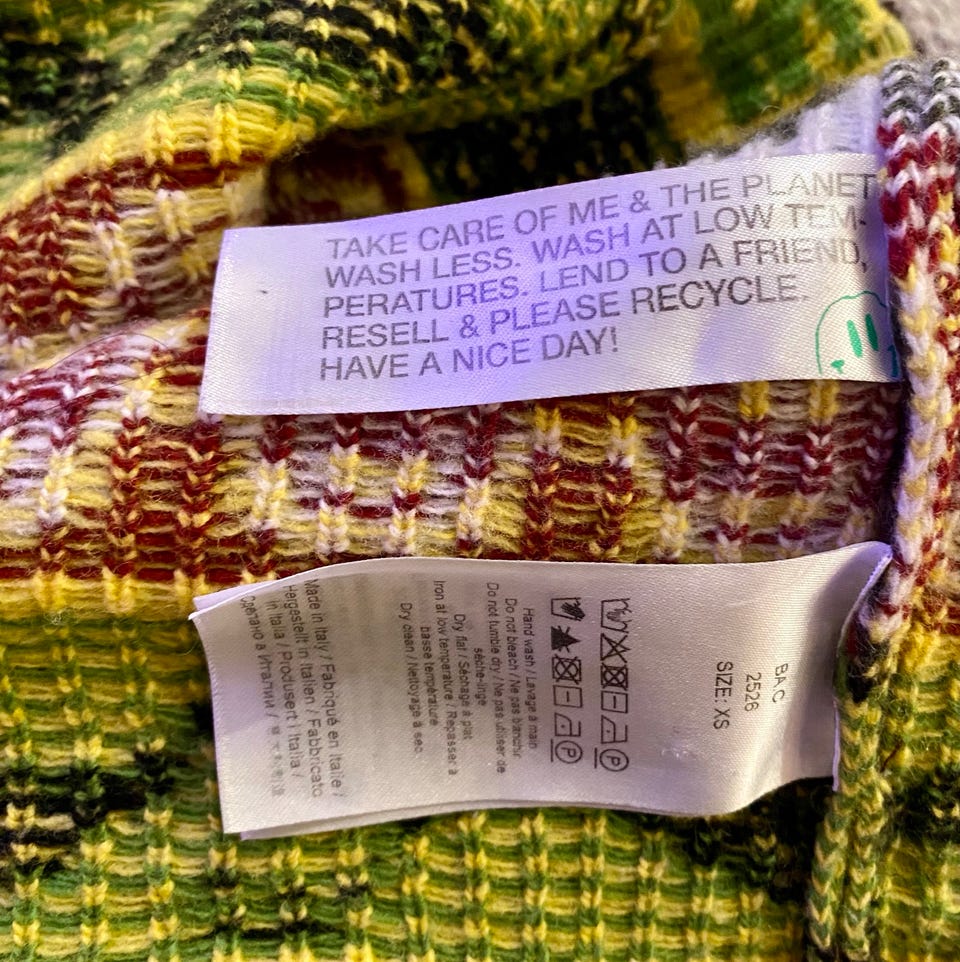 TAKE CARE OF ME & THE PLANET
WASH LESS. WASH AT LOW TEM-
PERATURES. LEND TO A FRIEND,
RESELL & PLEASE RECYCLE.
HAVE A NICE DAY!
BAC
2526
SIZE: XS
P
P
Hand wash / Lavage à main
Do not bleach / Ne pas blanchir
Do not tumble dry / Ne pas utiliser de
sèche-linge
Dry flat / Séchage à plat
Iron at low temperature / Repasser à
basse température
Dry clean / Nettoyage à sec
Made in Italy / Fabriqué en Italie /
Hergestellt in Italien / Fabbricato
in Italia / Produsert i Italia /
Сделано в Италии /